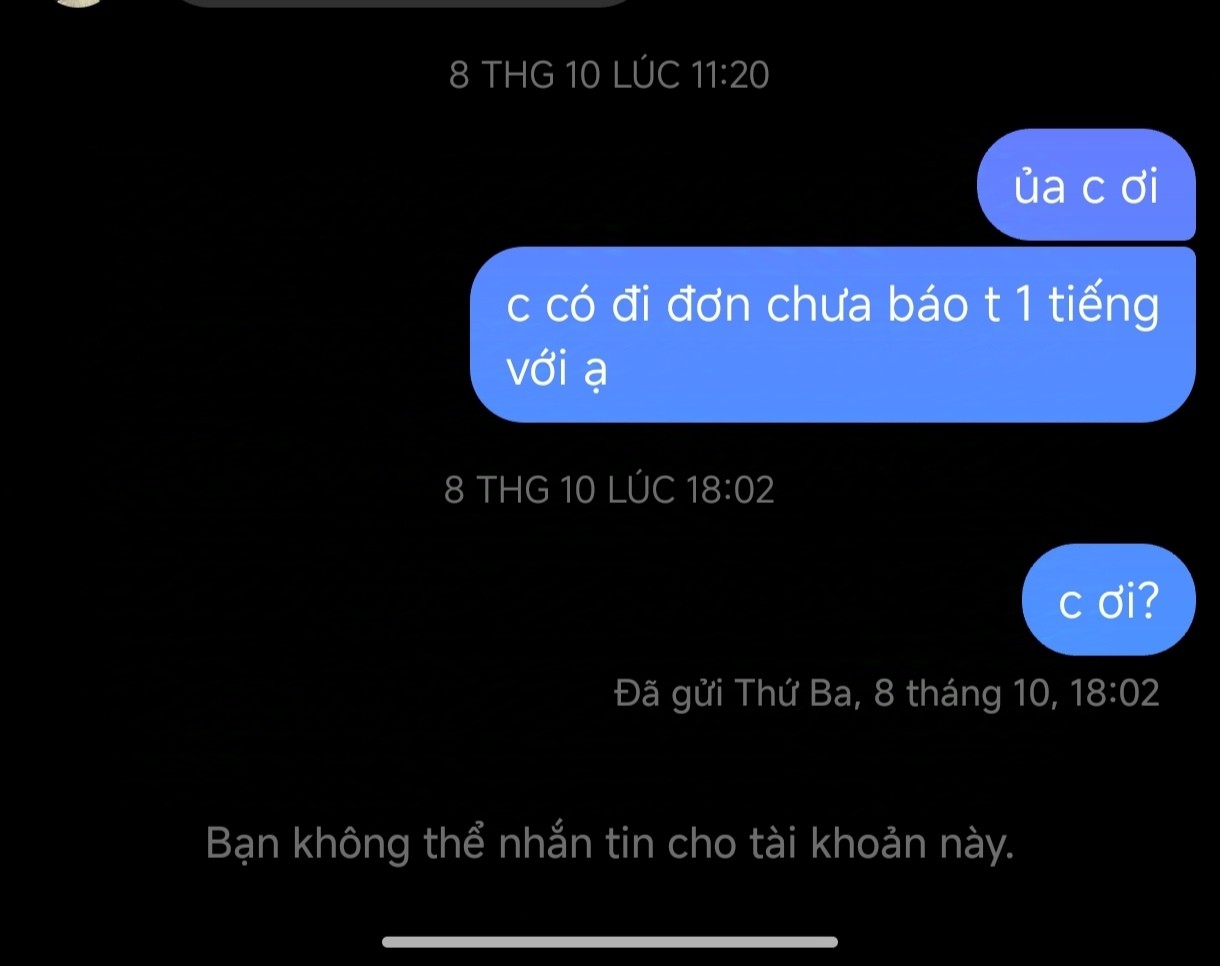 8 THG 10 LÚC 11:20
ủa c ơi
c có đi đơn chưa báo t 1 tiếng
với ạ
8 THG 10 LÚC 18:02
c ơi?
Đã gửi Thứ Ba, 8 tháng 10, 18:02
Bạn không thể nhắn tin cho tài khoản này.